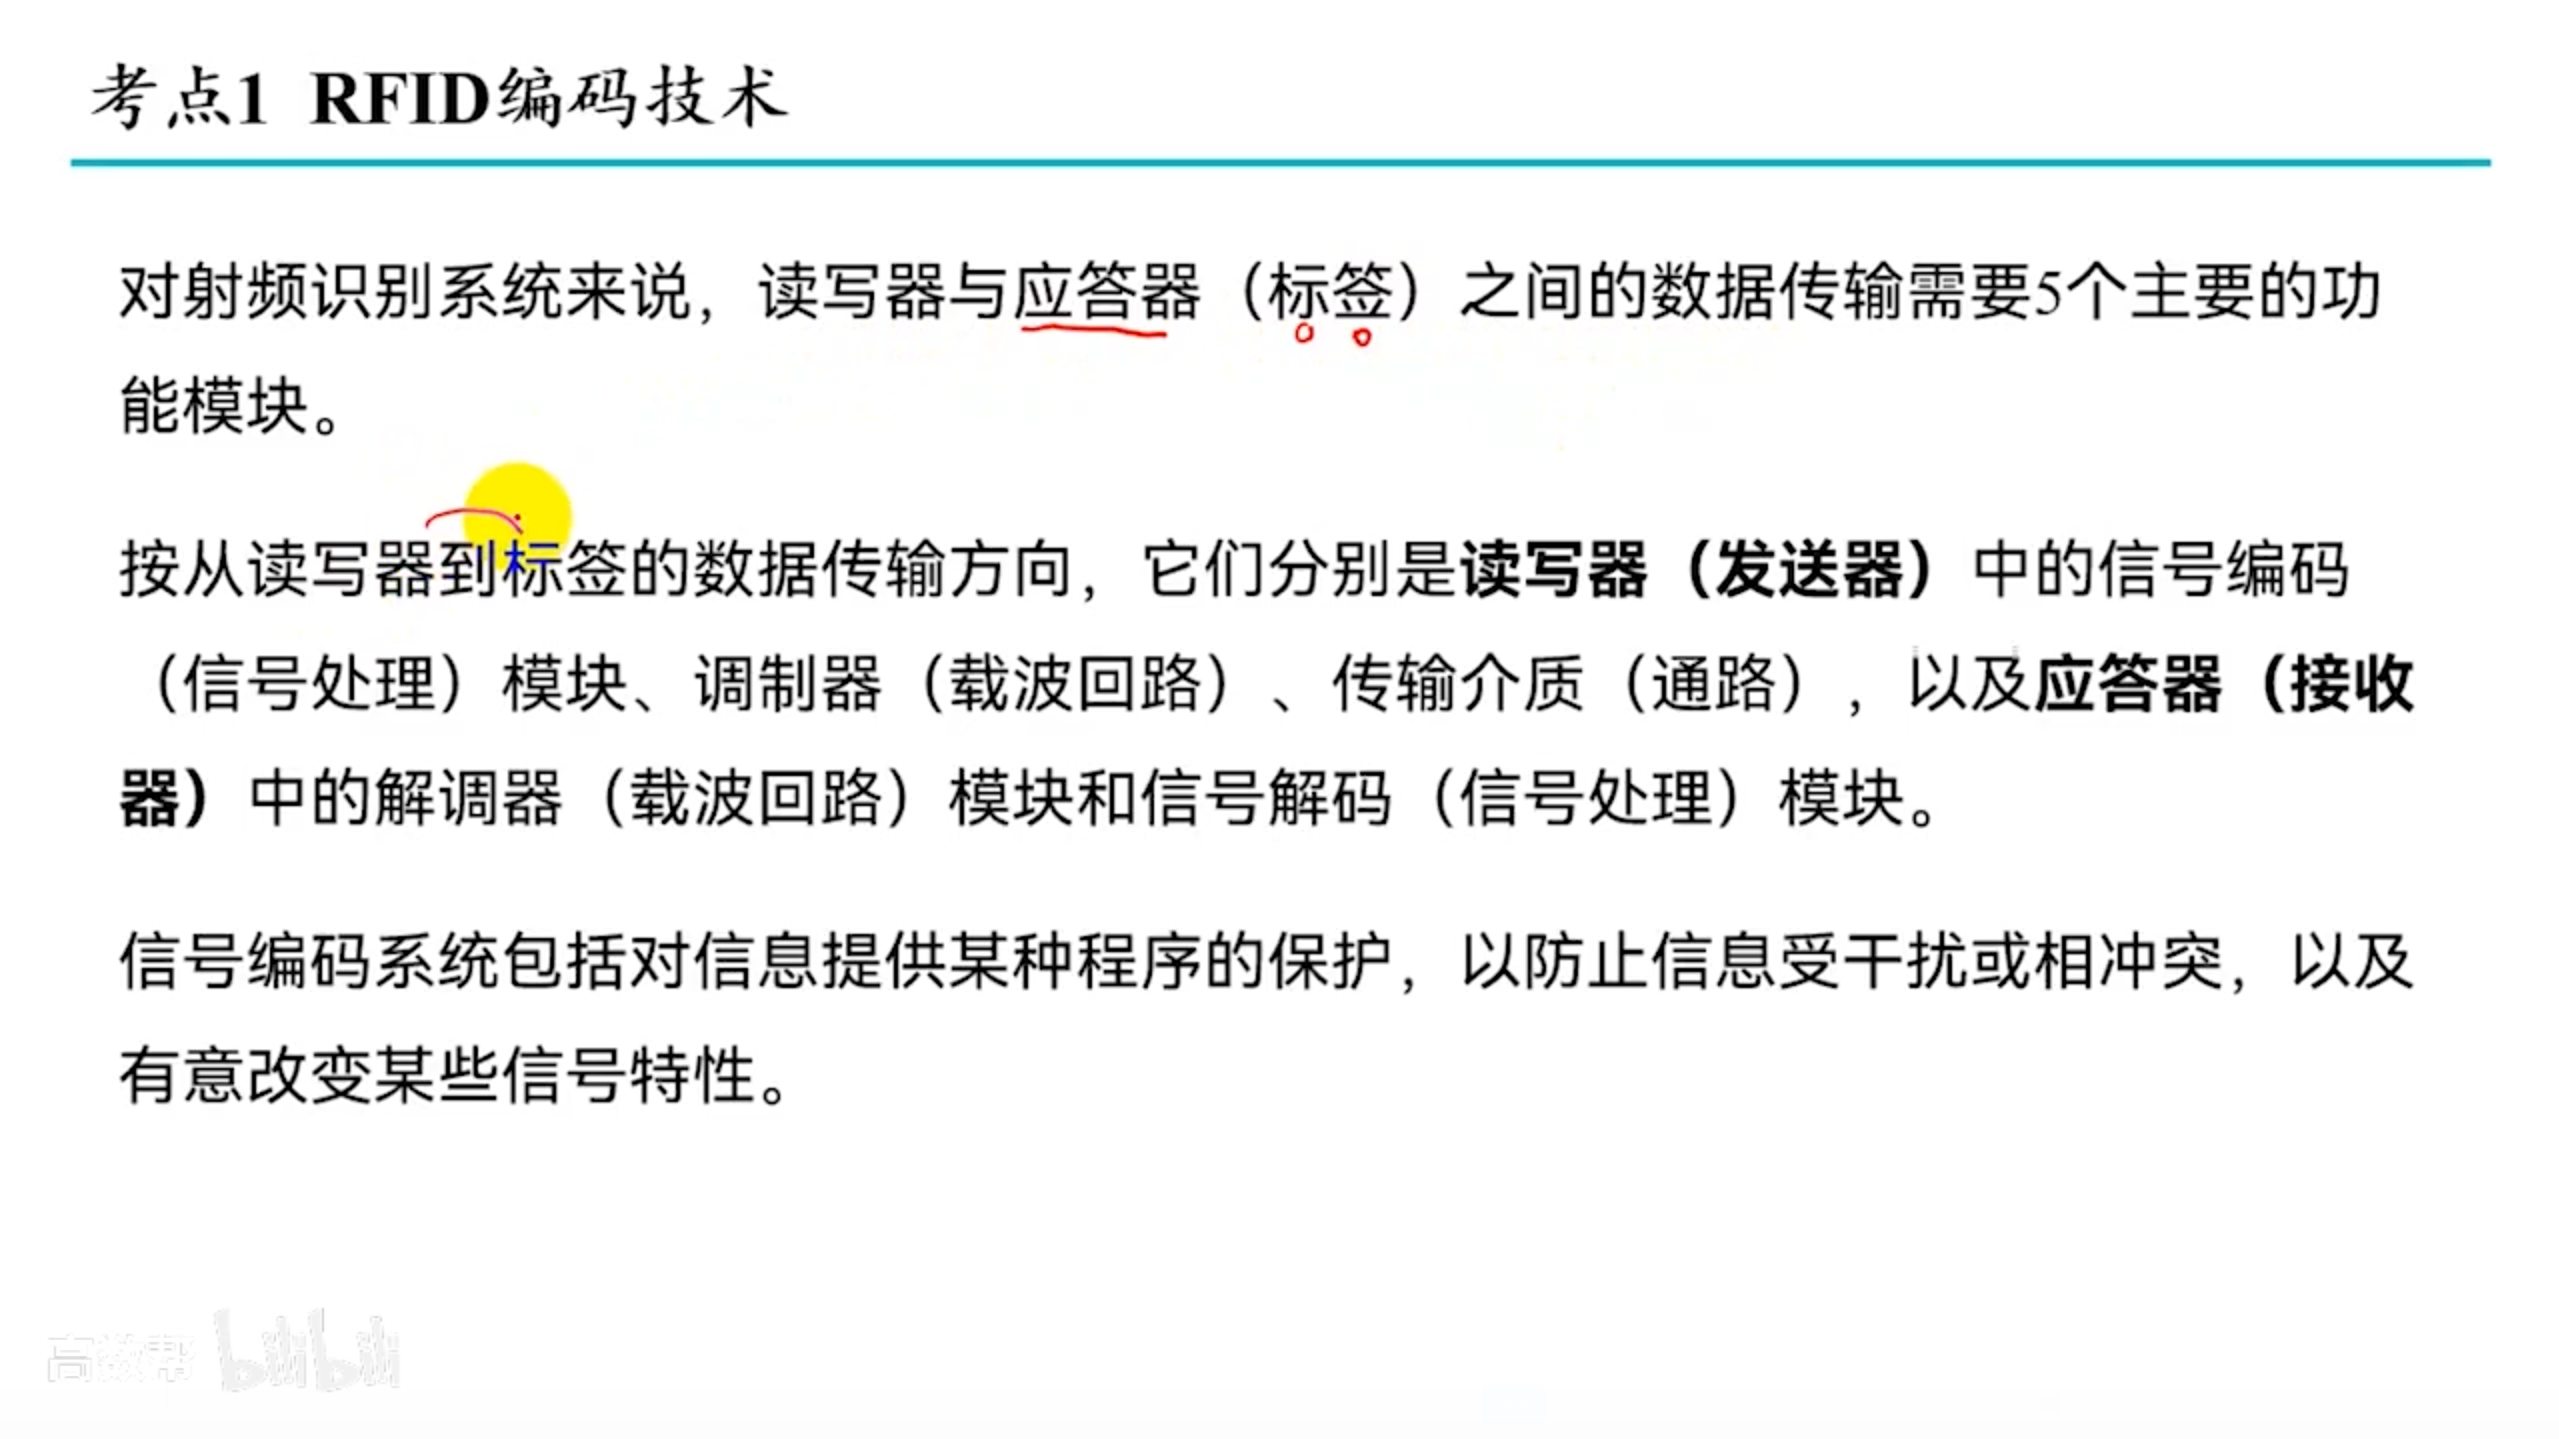 考点1 RFID编码技术
对射频识别系统来说，读写器与应答器（标签）之间的数据传输需要5个主要的功
能模块。
按从读写器到标签的数据传输方向，它们分别是读写器（发送器）中的信号编码
（信号处理）模块、调制器（载波回路）、传输介质（通路），以及应答器（接收
器）中的解调器（载波回路）模块和信号解码（信号处理）模块。
信号编码系统包括对信息提供某种程序的保护，以防止信息受干扰或相冲突，以及
有意改变某些信号特性。
高数帮 bilibili